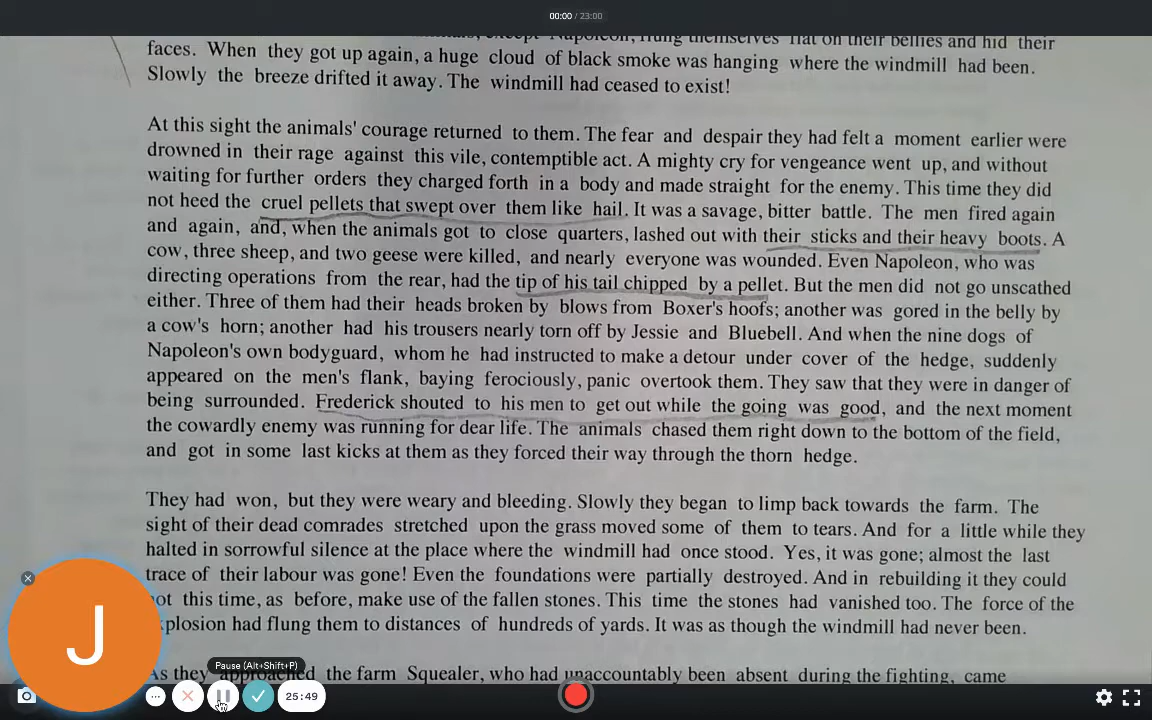 00:00 / 23:00
Napoleon, flung themselves flat on their bellies and hid their
faces. When they got up again, a huge cloud of black smoke was hanging where the windmill had been.
Slowly the breeze drifted it away. The windmill had ceased to exist!
At this sight the animals' courage returned to them. The fear and despair they had felt a moment earlier were
drowned in their rage against this vile, contemptible act. A mighty cry for vengeance went up, and without
waiting for further orders they charged forth in a body and made straight for the enemy. This time they did
not heed the cruel pellets that swept over them like hail. It was a savage, bitter battle. The men fired again
and again, and, when the animals got to close quarters, lashed out with their sticks and their heavy boots. A
cow, three sheep, and two geese were killed, and nearly everyone was wounded. Even Napoleon, who was
directing operations from the rear, had the tip of his tail chipped by a pellet. But the men did not go unscathed
either. Three of them had their heads broken by blows from Boxer's hoofs; another was gored in the belly by
a cow's horn; another had his trousers nearly torn off by Jessie and Bluebell. And when the nine dogs of
Napoleon's own bodyguard, whom he had instructed to make a detour under cover of the hedge, suddenly
appeared on the men's flank, baying ferociously, panic overtook them. They saw that they were in danger of
being surrounded. Frederick shouted to his men to get out while the going was good, and the next moment
the cowardly enemy was running for dear life. The animals chased them right down to the bottom of the field,
and got in some last kicks at them as they forced their way through the thorn hedge.
They had won, but they were weary and bleeding. Slowly they began to limp back towards the farm. The
sight of their dead comrades stretched upon the grass moved some of them to tears. And for a little while they
halted in sorrowful silence at the place where the windmill had once stood. Yes, it was gone; almost the last
trace of their labour was gone! Even the foundations were partially destroyed. And in rebuilding it they could
not this time, as before, make use of the fallen stones. This time the stones had vanished too. The force of the
explosion had flung them to distances of hundreds of yards. It was as though the windmill had never been.
As they approached the farm Squealer, who had unaccountably been absent during the fighting, came
J
Pause (Alt+Shift+P)
25:49